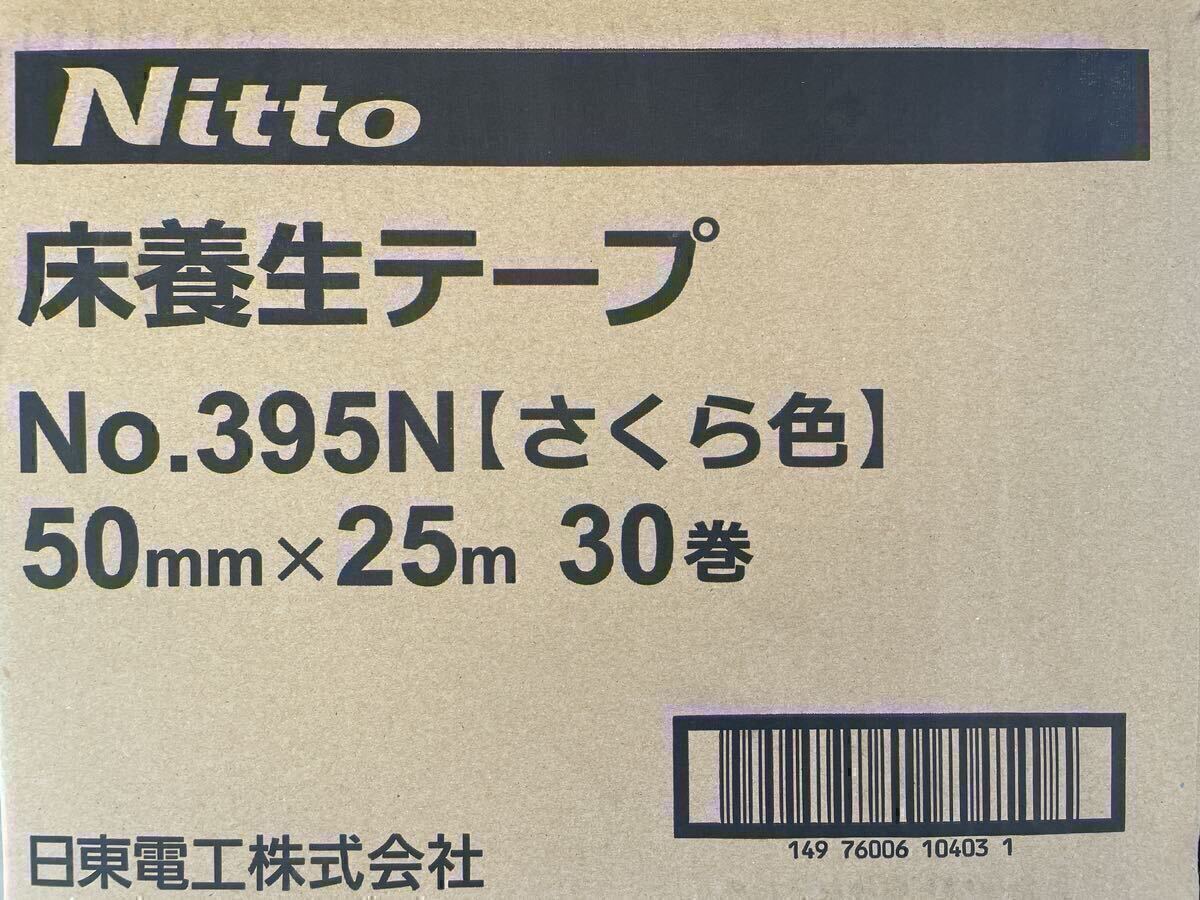 Nitto
床養生テープ
No.395N【さくら色】
50mm×25m 30巻
149 76006 10403 1
日東電工株式会社